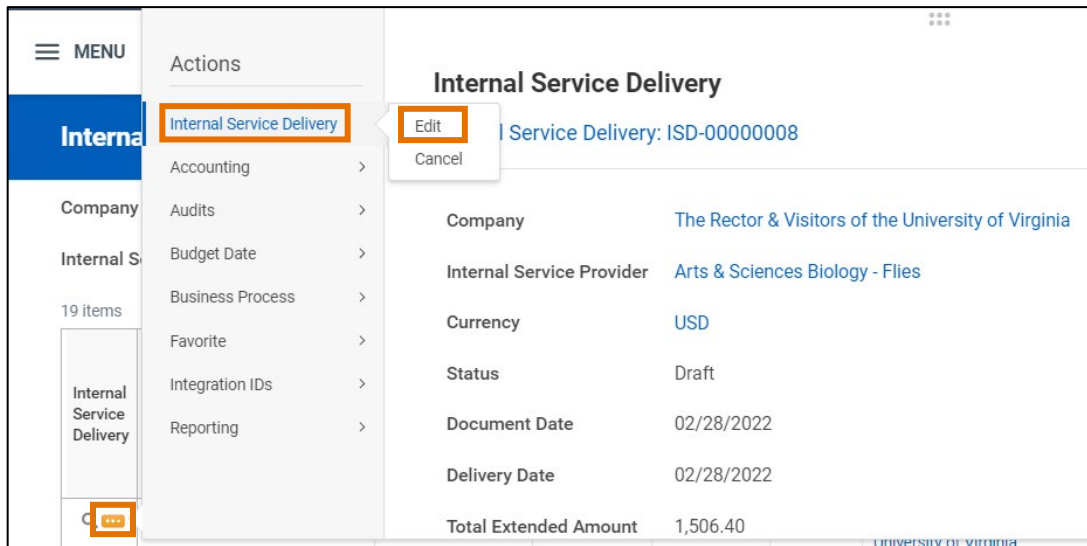 MENU
Interna
Company
Internal S
19 items
Internal
Service
Delivery
Actions
Internal Service Delivery
Accounting
Audits
Budget Date
Business Process
Favorite
Integration IDs
Reporting
Edit
Cancel
Internal Service Delivery
l Service Delivery: ISD-00000008
Company The Rector & Visitors of the University of Virginia
Internal Service Provider Arts & Sciences Biology - Flies
Currency USD
Status Draft
Document Date 02/28/2022
Delivery Date 02/28/2022
Total Extended Amount 1,506.40
University of Virginia